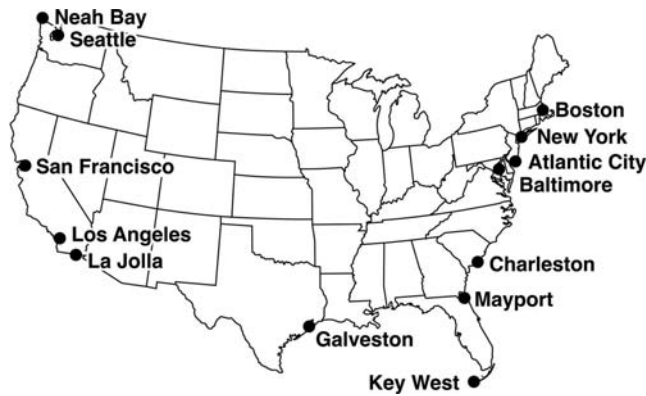 Neah Bay
Seattle
Boston
New York
Atlantic City
Baltimore
San Francisco
Los Angeles
La Jolla
Charleston
Mayport
Galveston
Key West